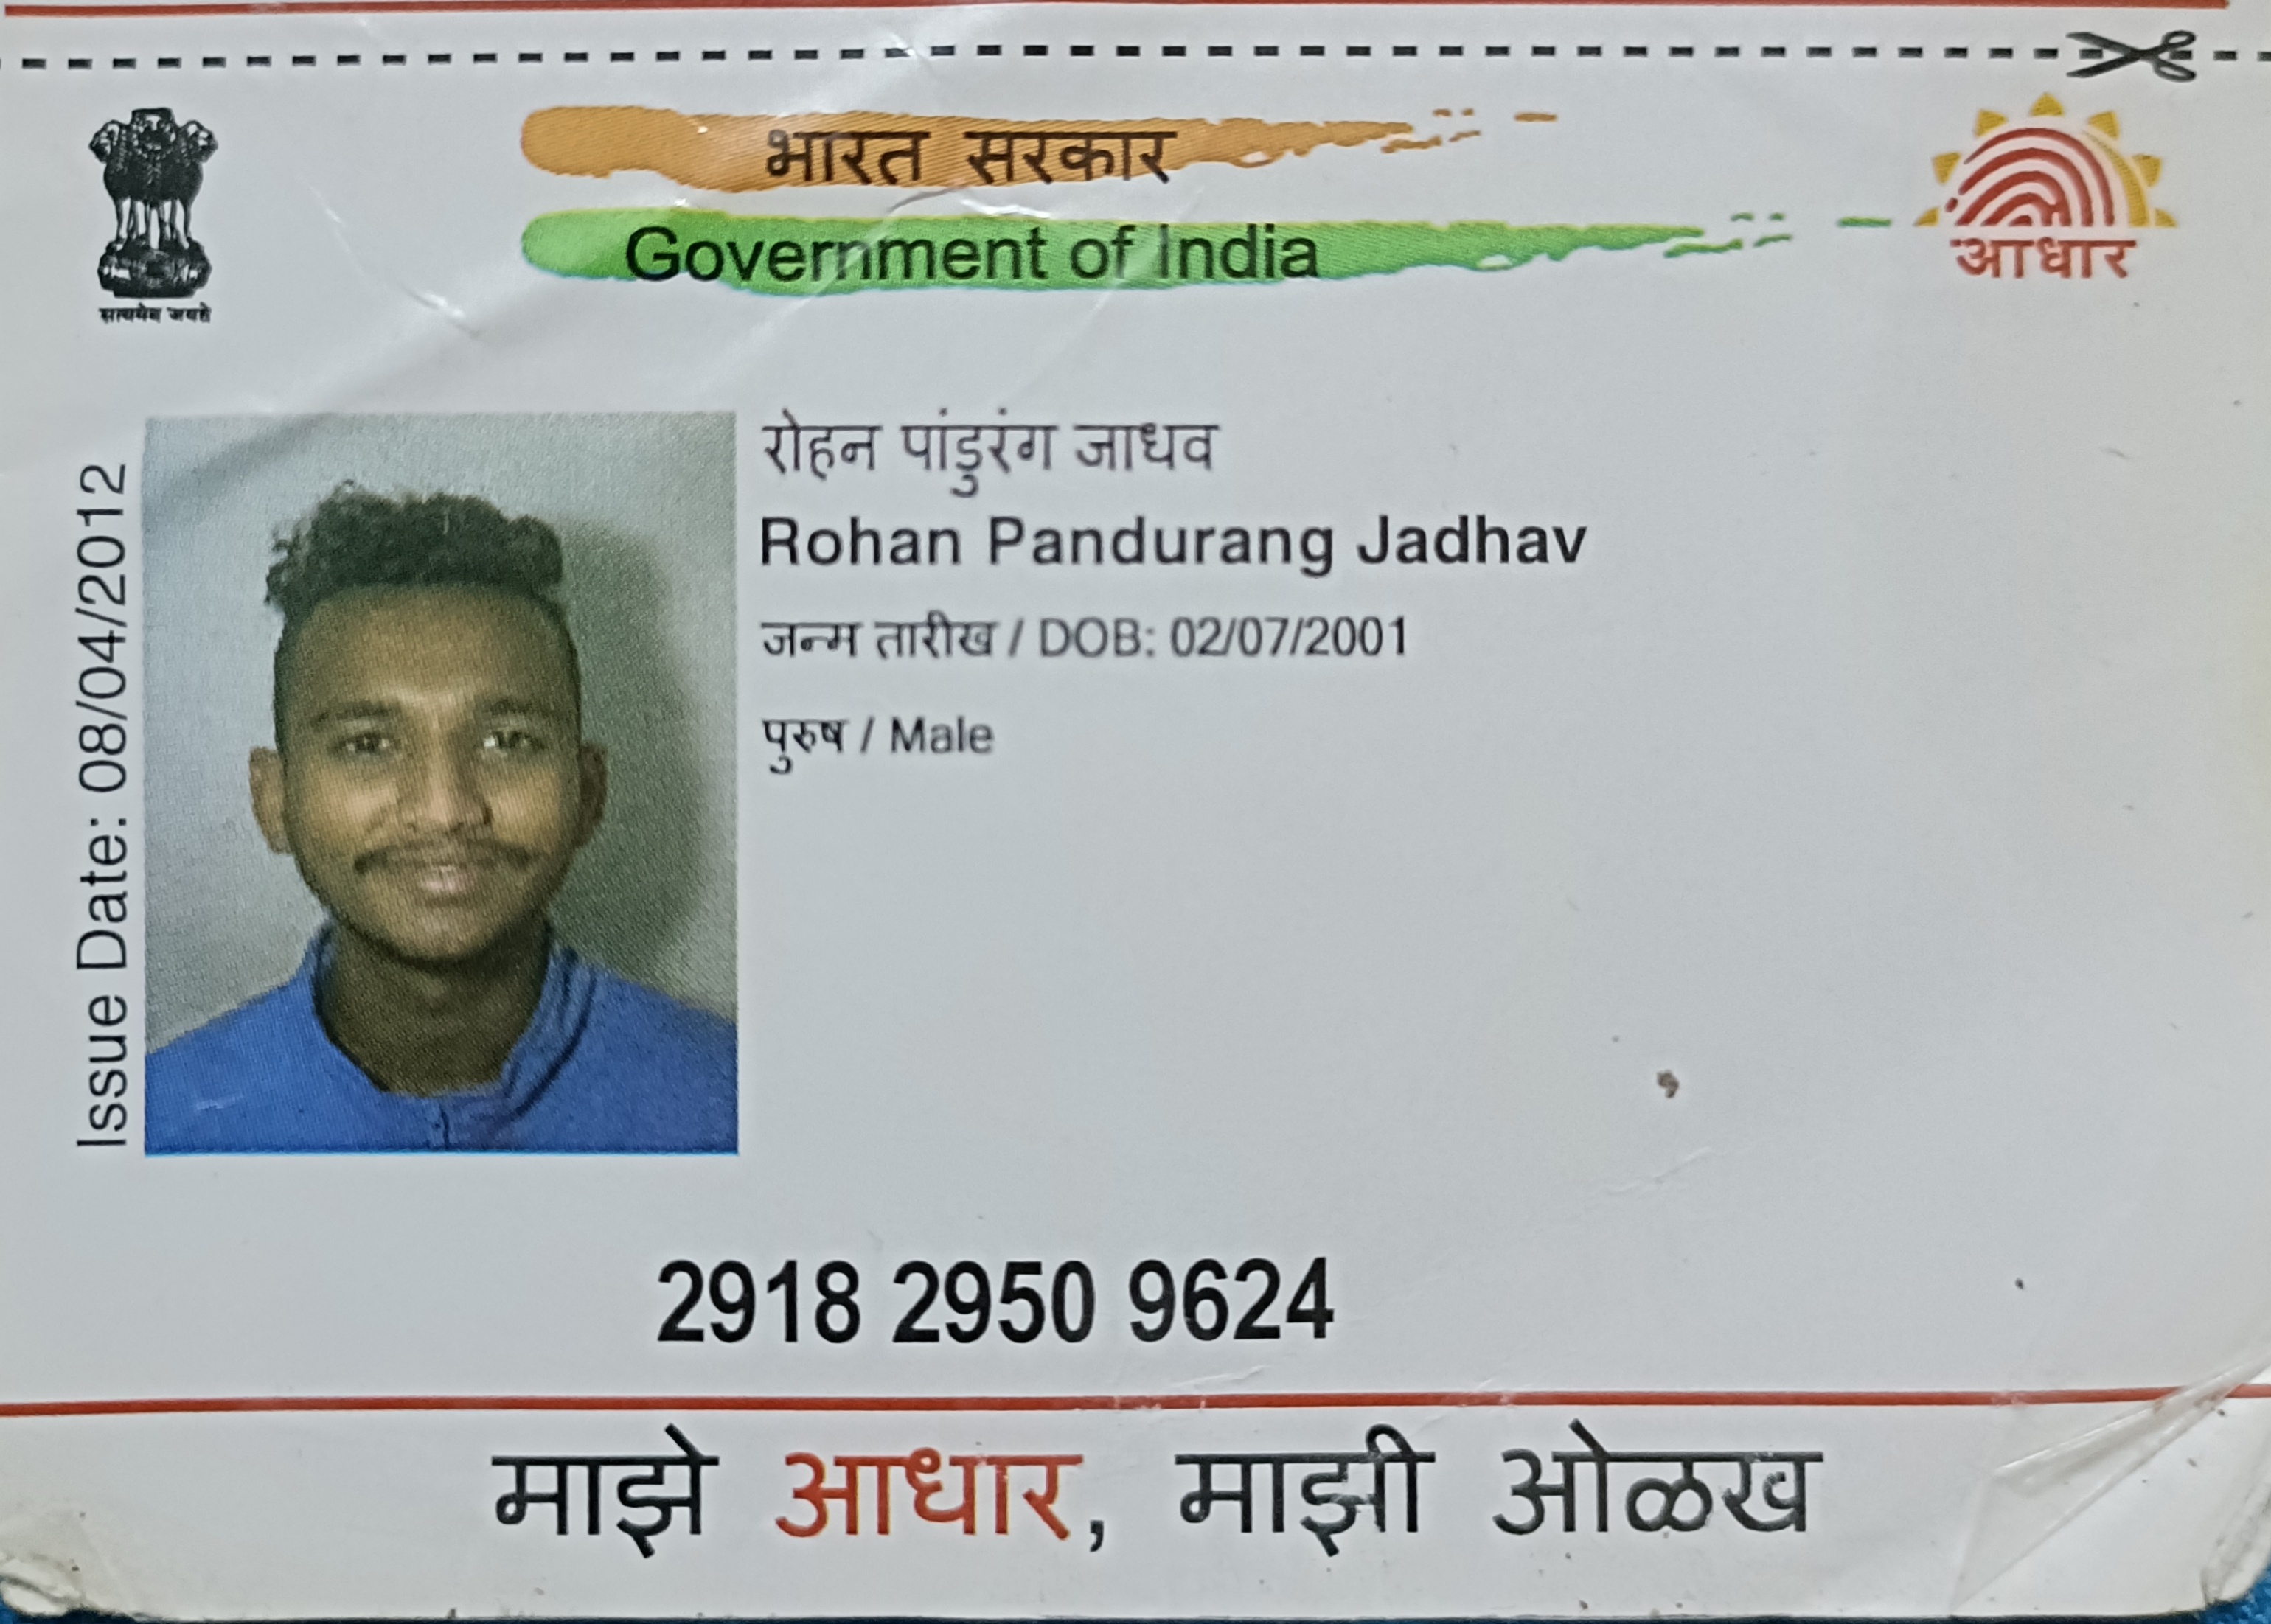 भारत सरकार
Government of India
आधार
सत्यमेव जयते
Issue Date: 08/04/2012
रोहन पांडुरंग जाधव
Rohan Pandurang Jadhav
जन्म तारीख / DOB: 02/07/2001
पुरुष / Male
2918 2950 9624
माझे आधार, माझी ओळख